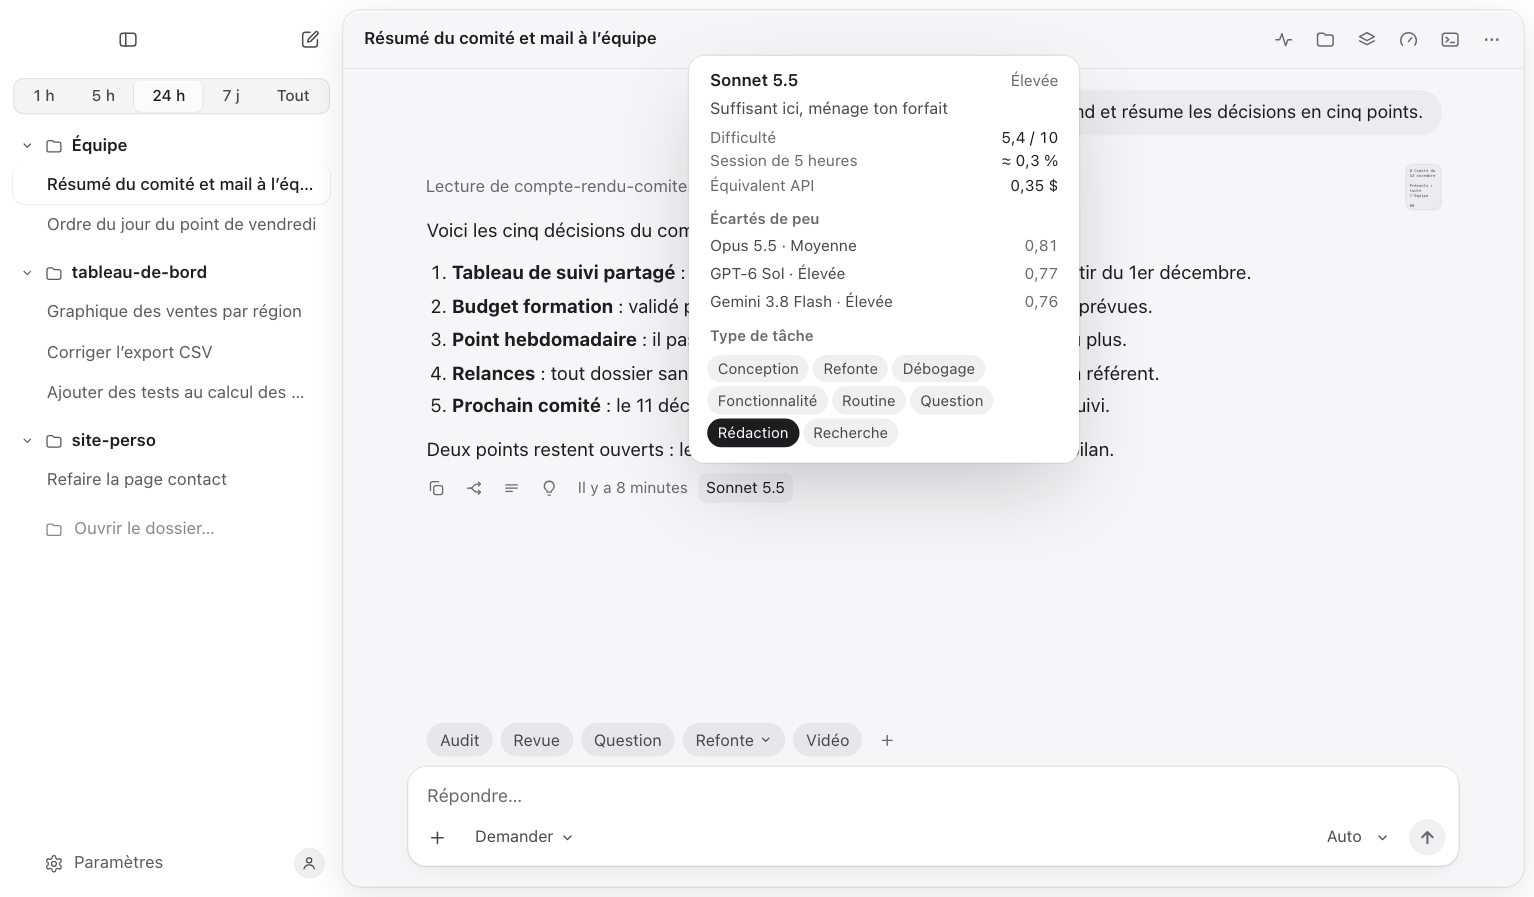 Résumé du comité et mail à l’équipe
1 h 5 h 24 h 7 j Tout
Équipe
Résumé du comité et mail à l’éq...
Ordre du jour du point de vendredi
tableau-de-bord
Graphique des ventes par région
Corriger l’export CSV
Ajouter des tests au calcul des ...
site-perso
Refaire la page contact
Ouvrir le dossier...
Paramètres
et résume les décisions en cinq points.
Lecture de compte-rendu-comite
Voici les cinq décisions du
1. Tableau de suivi partagé : du 1er décembre.
2. Budget formation : validé prévues.
3. Point hebdomadaire : il plus.
4. Relances : tout dossier référent.
5. Prochain comité : le 11
Deux points restent ouverts :
Il y a 8 minutes Sonnet 5.5
Sonnet 5.5 Élevée
Suffisant ici, ménage ton forfait
Difficulté 5,4 / 10
Session de 5 heures ≈ 0,3 %
Équivalent API 0,35 $
Écartés de peu
Opus 5.5 · Moyenne 0,81
GPT-6 Sol · Élevée 0,77
Gemini 3.8 Flash · Élevée 0,76
Type de tâche
Conception Refonte Débogage
Fonctionnalité Routine Question
Rédaction Recherche
Audit Revue Question Refonte Vidéo
Répondre...
Demander Auto